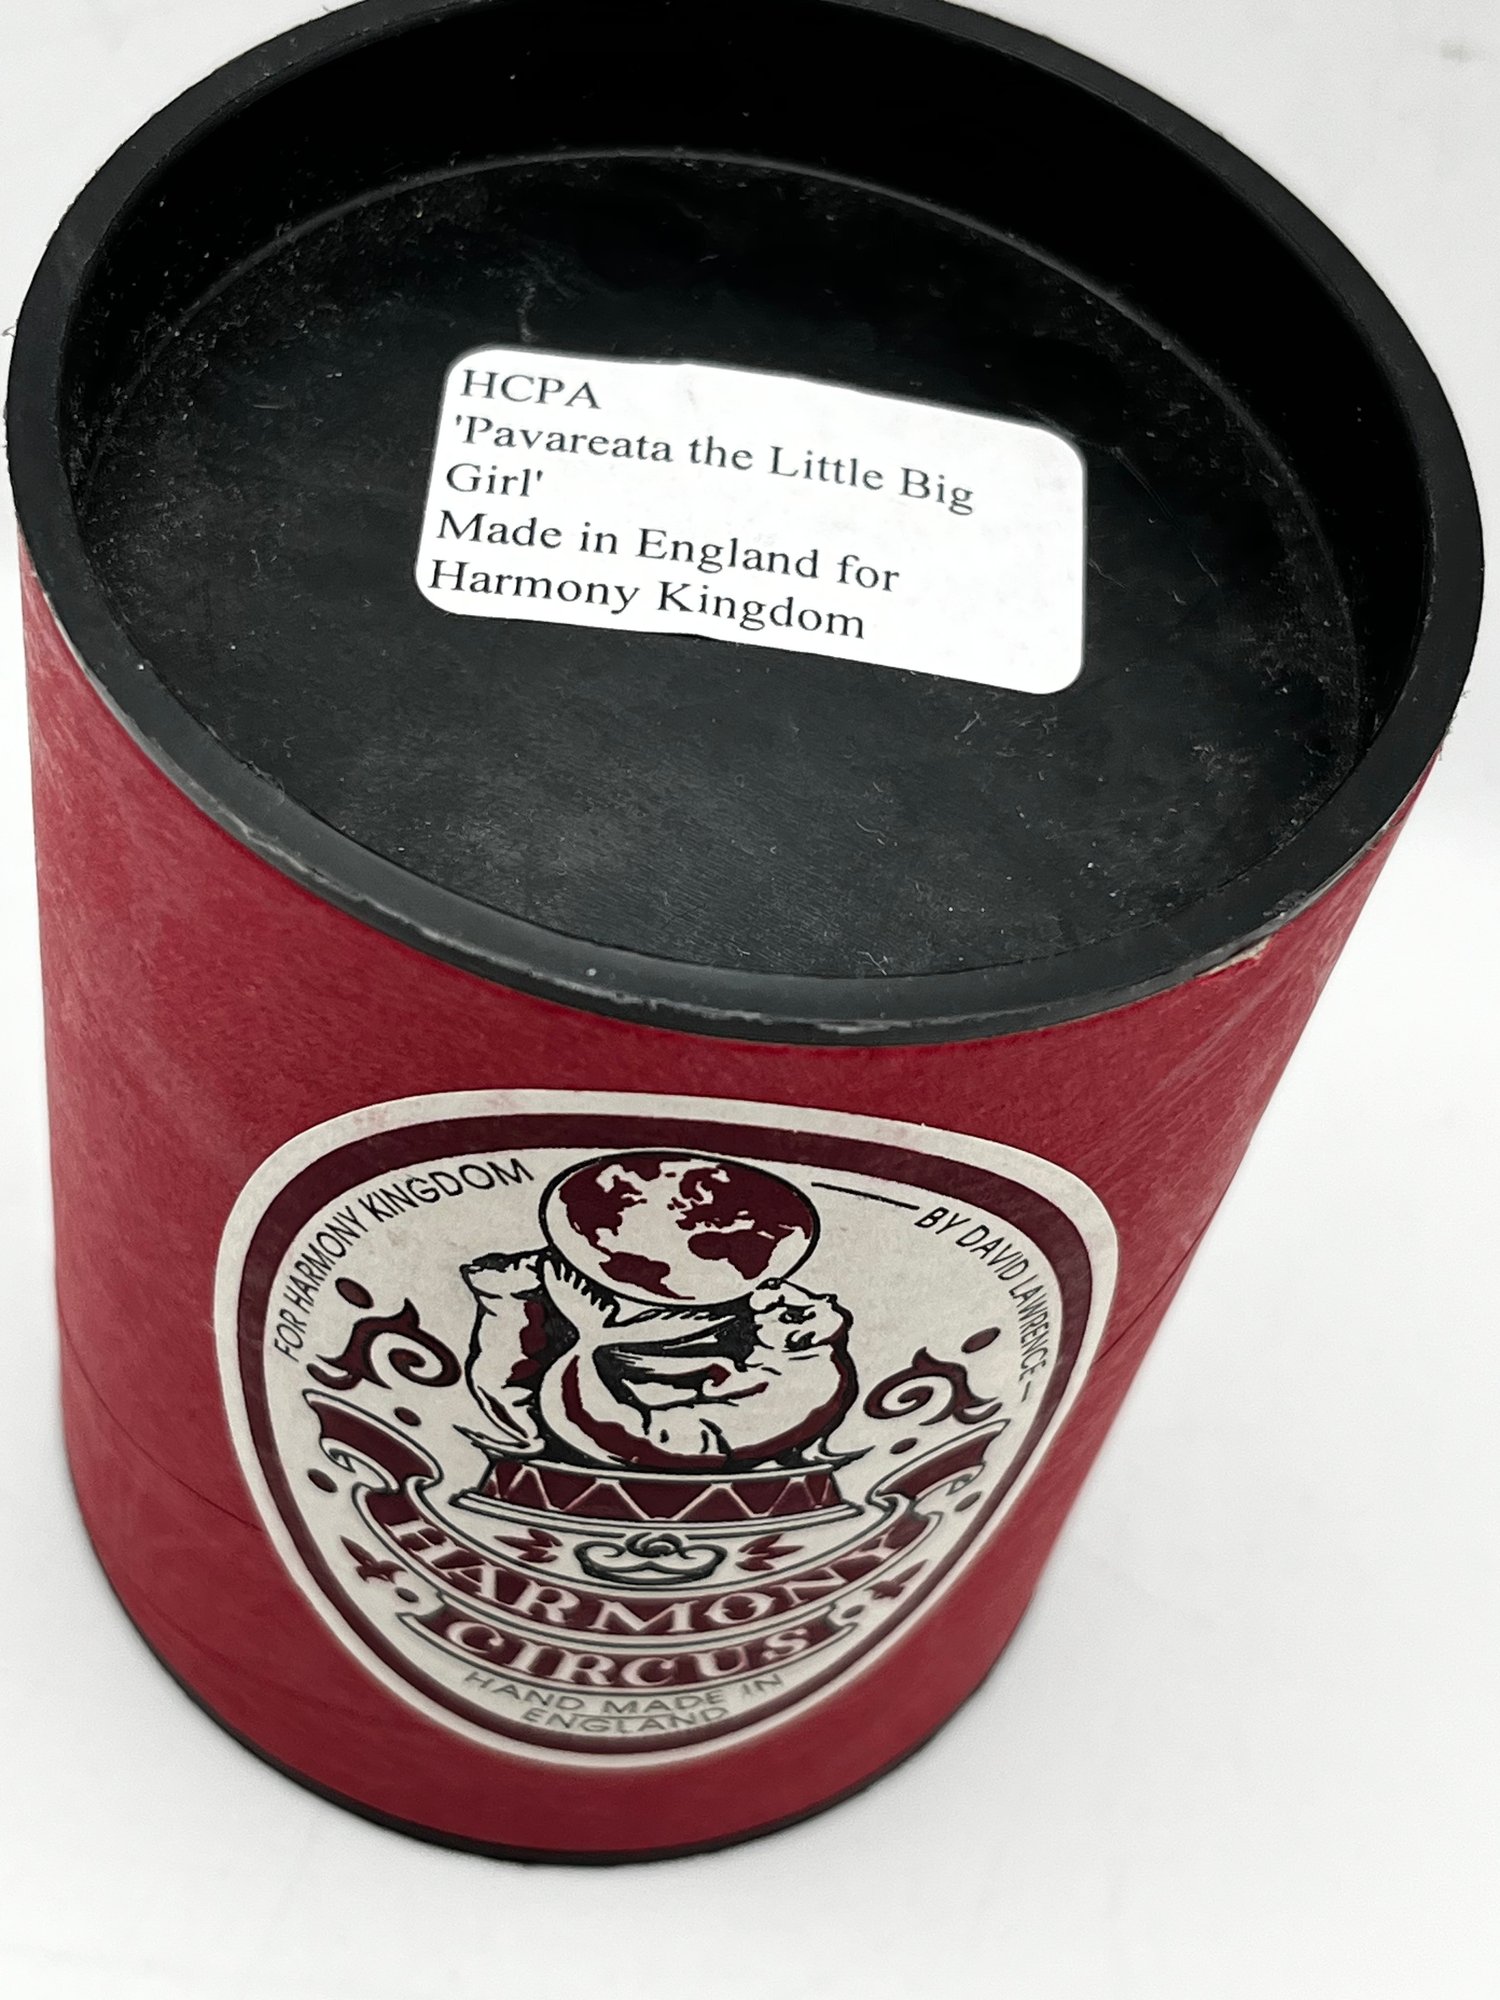 HCPA
'Pavareata the Little Big
Girl'
Made in England for
Harmony Kingdom
FOR HARMONY KINGDOM
BY DAVID LAWRENCE
HARMONY
CIRCUS
HAND MADE IN
ENGLAND